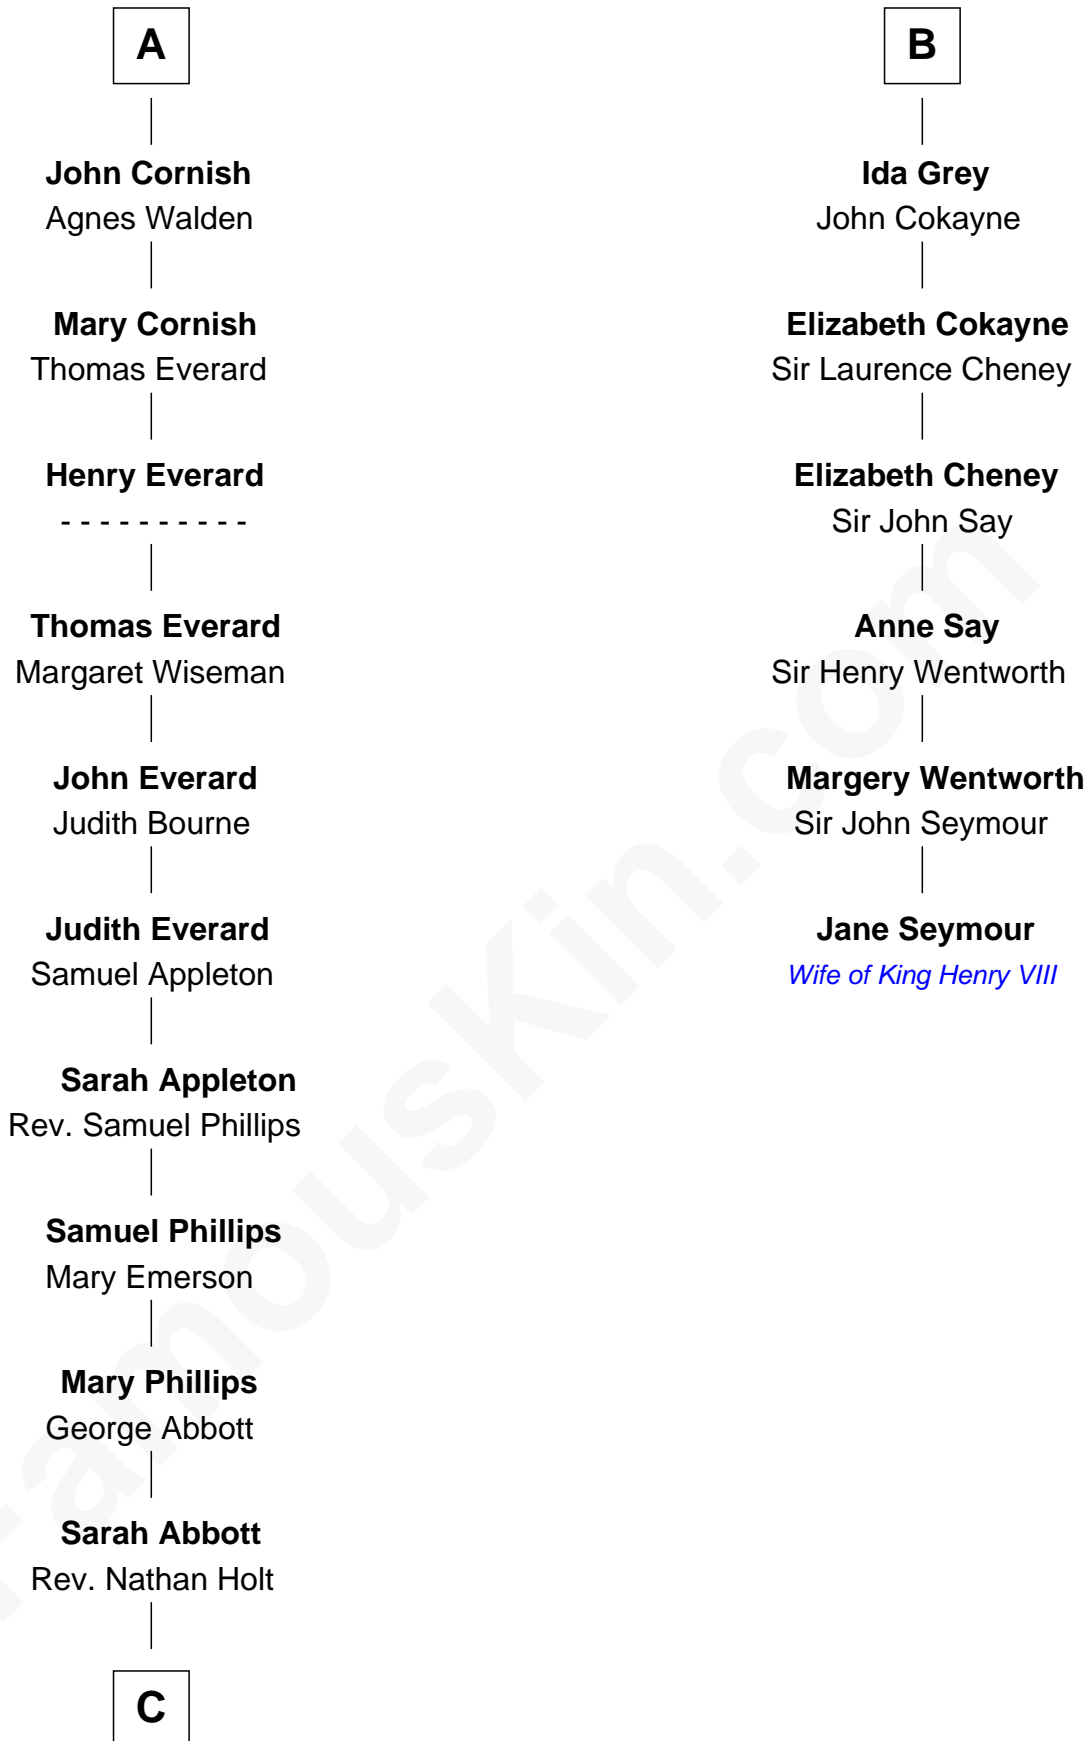 A
John Cornish
Agnes Walden
Mary Cornish
Thomas Everard
Henry Everard
- - - - - - - - - -
Thomas Everard
Margaret Wiseman
John Everard
Judith Bourne
Judith Everard
Samuel Appleton
Sarah Appleton
Rev. Samuel Phillips
Samuel Phillips
Mary Emerson
Mary Phillips
George Abbott
Sarah Abbott
Rev. Nathan Holt
C
B
Ida Grey
John Cokayne
Elizabeth Cokayne
Sir Laurence Cheney
Elizabeth Cheney
Sir John Say
Anne Say
Sir Henry Wentworth
Margery Wentworth
Sir John Seymour
Jane Seymour
Wife of King Henry VIII
FamousKin.com